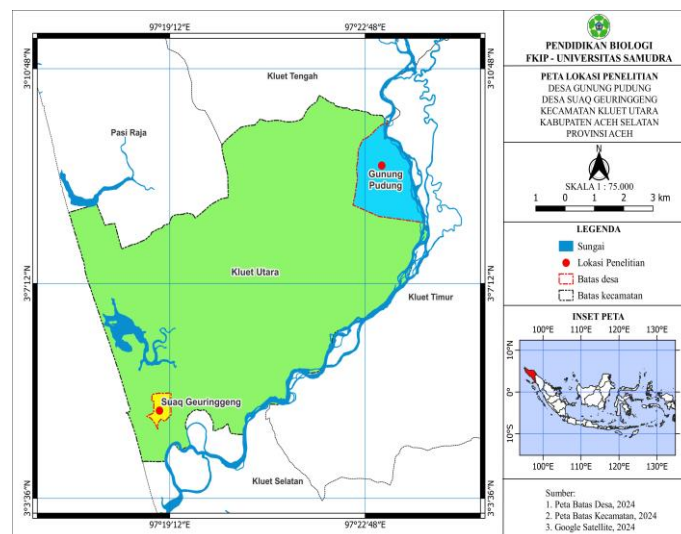 97°19'12"E
97°22'48"E
3°10'48"N
3°10'48"N
Kluet Tengah
Pasi Raja
Gunung
Pudung
Kluet Utara
3°7'12"N
3°7'12"N
Kluet Timur
Suaq Geuringgeng
Kluet Selatan
3°3'36"N
3°3'36"N
97°19'12"E
97°22'48"E
PENDIDIKAN BIOLOGI
FKIP - UNIVERSITAS SAMUDRA
PETA LOKASI PENELITIAN
DESA GUNUNG PUDUNG
DESA SUAQ GEURINGGENG
KECAMATAN KLUET UTARA
KABUPATEN ACEH SELATAN
PROVINSI ACEH
N
SKALA 1 : 75.000
1 0 1 2 3 km
LEGENDA
Sungai
Lokasi Penelitian
Batas desa
Batas kecamatan
INSET PETA
100°E 110°E 120°E 130°E
10°N
10°N
0°
0°
10°S
10°S
100°E 110°E 120°E 130°E
Sumber:
1. Peta Batas Desa, 2024
2. Peta Batas Kecamatan, 2024
3. Google Satellite, 2024